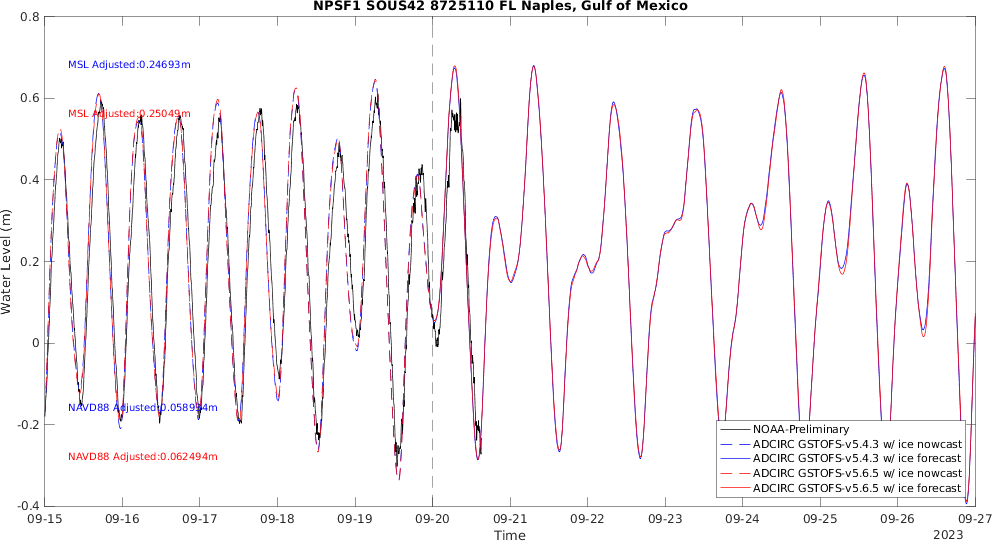 NPSF1 SOUS42 8725110 FL Naples, Gulf of Mexico
0.8
0.6
0.4
0.2
0
-0.2
-0.4
Water Level (m)
MSL Adjusted:0.24693m
MSL Adjusted:0.25049m
NAVD88 Adjusted:0.058934m
NAVD88 Adjusted:0.062494m
NOAA-Preliminary
ADCIRC GSTOFS-v5.4.3 w/ ice nowcast
ADCIRC GSTOFS-v5.4.3 w/ ice forecast
ADCIRC GSTOFS-v5.6.5 w/ ice nowcast
ADCIRC GSTOFS-v5.6.5 w/ ice forecast
09-15 09-16 09-17 09-18 09-19 09-20 09-21 09-22 09-23 09-24 09-25 09-26 09-27
Time
2023